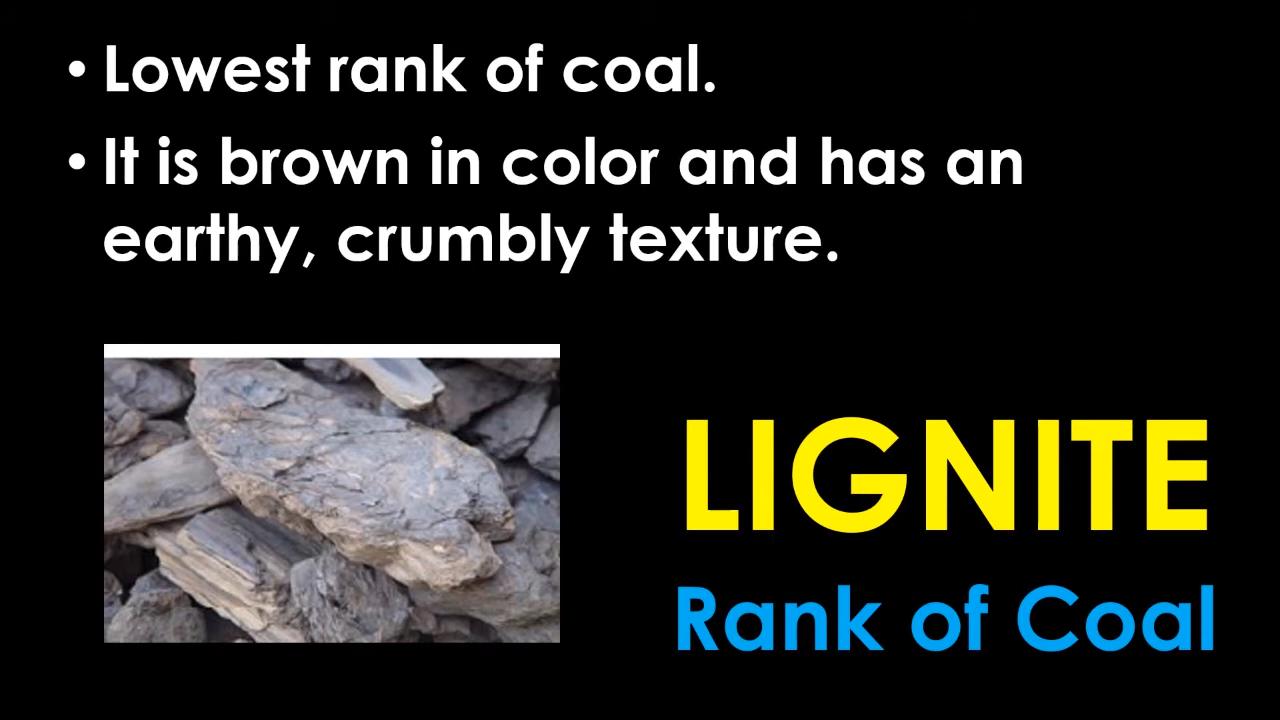 • Lowest rank of coal.
• It is brown in color and has an
earthy, crumbly texture.
LIGNITE
Rank of Coal